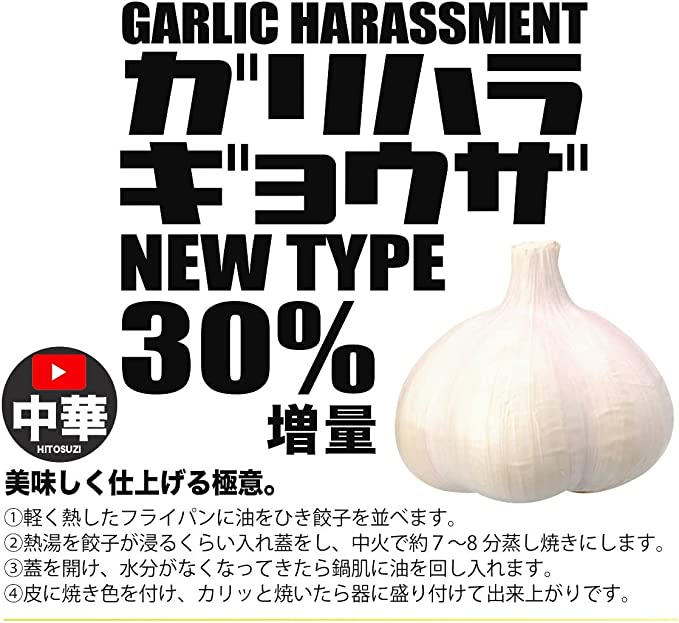 GARLIC HARASSMENT
ガリハラ
ギョウザ
NEW TYPE
30%
増量
中華
HITOSUZI
美味しく仕上げる極意。
①軽く熱したフライパンに油をひき餃子を並べます。
②熱湯を餃子が浸るくらい入れ蓋をし、中火で約7〜8分蒸し焼きにします。
③蓋を開け、水分がなくなってきたら鍋肌に油を回し入れます。
④皮に焼き色を付け、カリッと焼いたら器に盛り付けて出来上がりです。